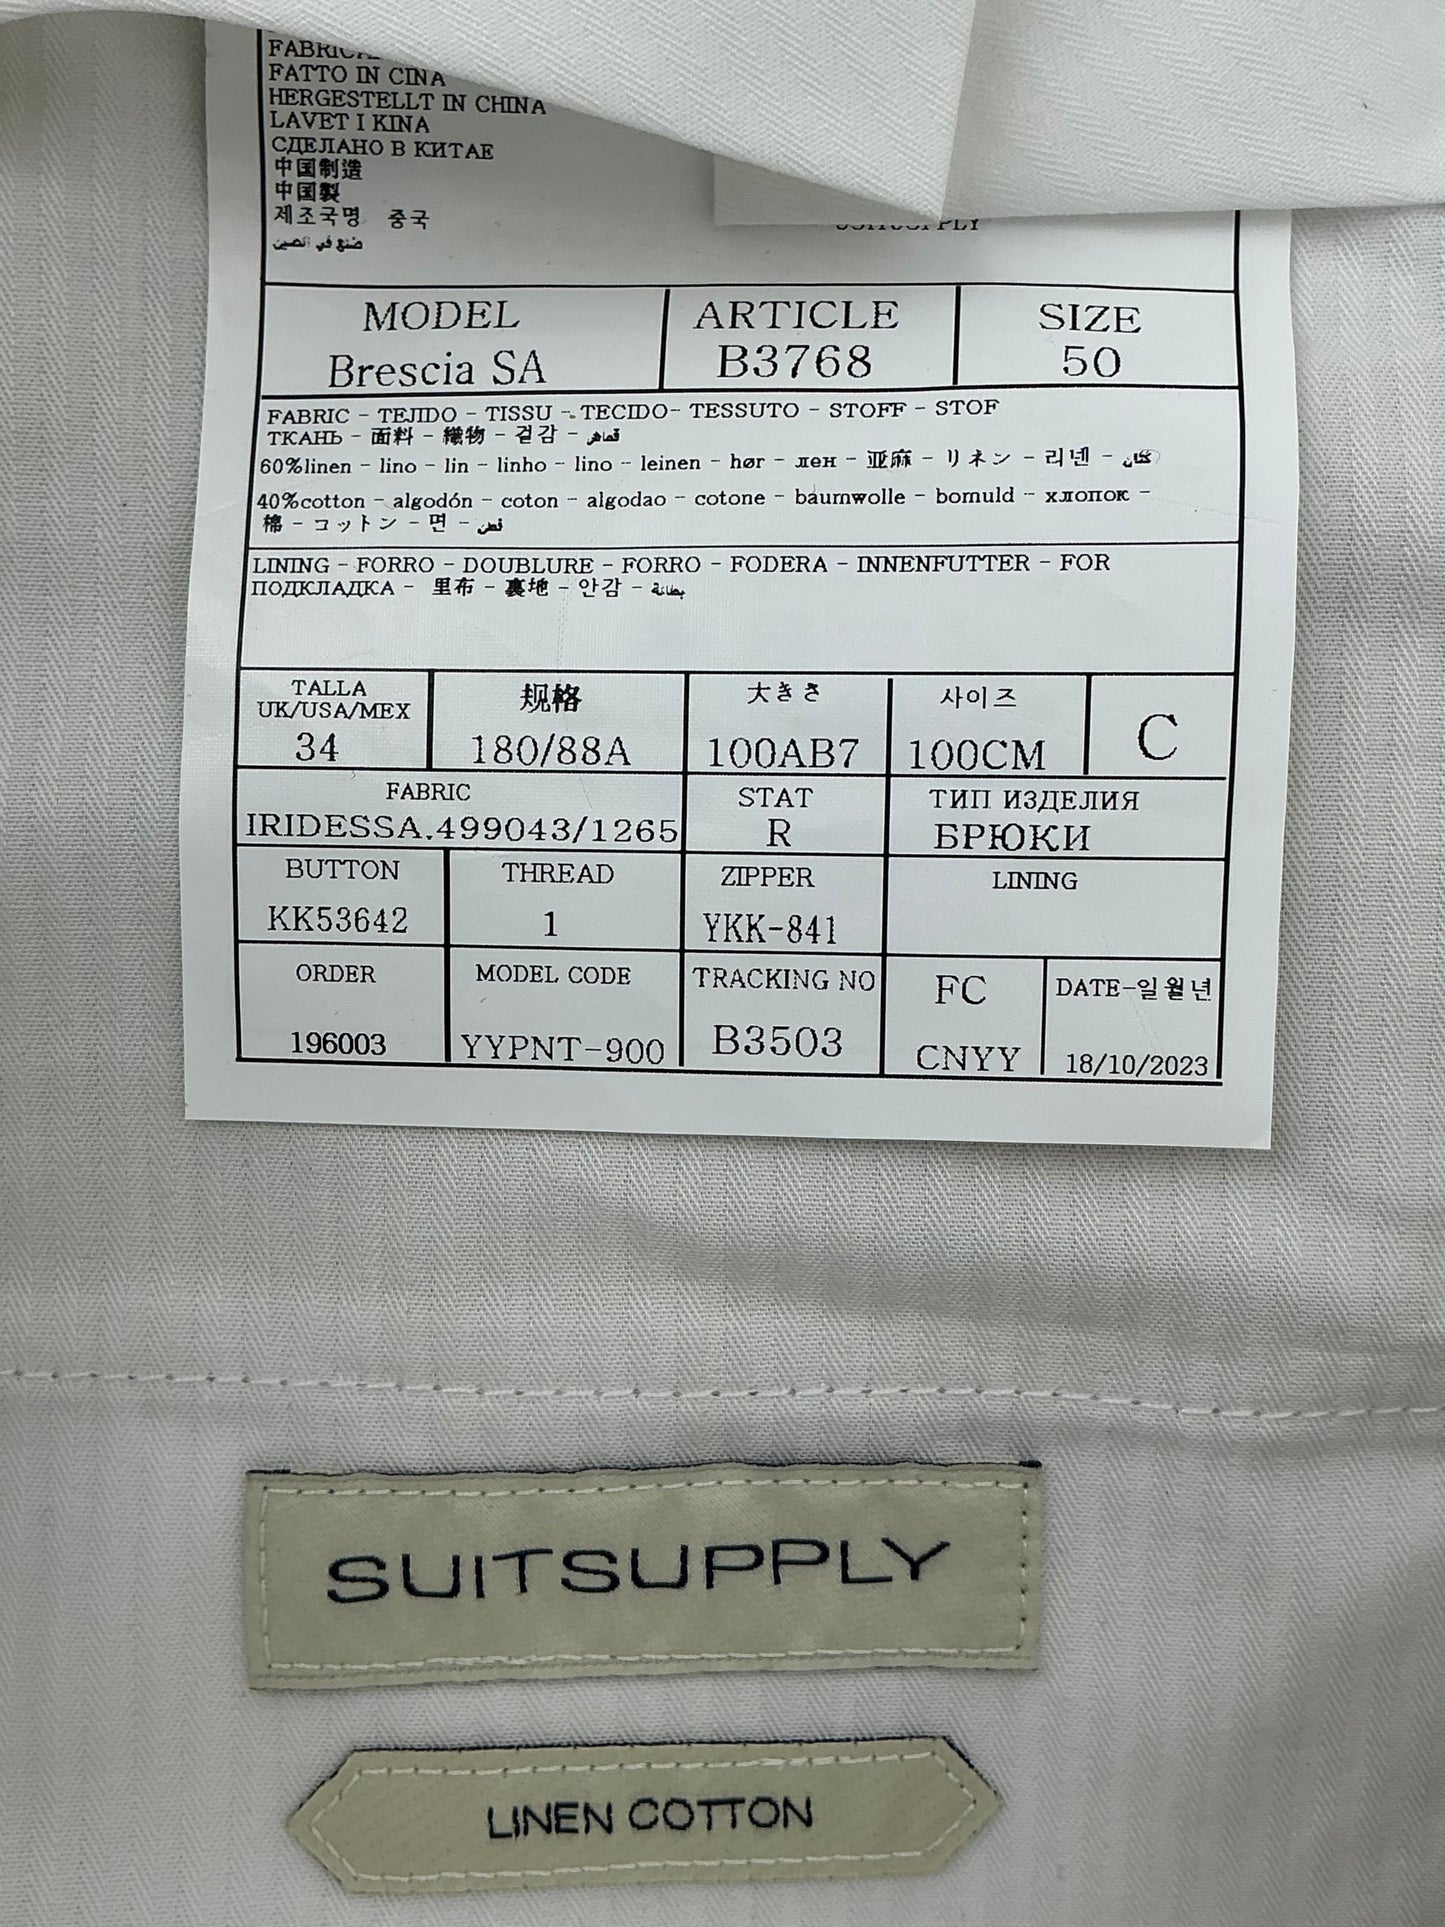 FATTO IN CINA
HERGESTELLT IN CHINA
LAVET I KINA
СДЕЛАНО В КИТАЕ
中国制造
中国製
제조국명 중국
صنع في الصين
MODEL ARTICLE SIZE
Brescia SA B3768 50
FABRIC - TEJIDO - TISSU - TECIDO- TESSUTO - STOFF - STOF
ТКАНЬ - 面料 - 織物 - 겉감 - قماش
60%linen - lino - lin - linho - lino - leinen - hør - лен - 亚麻 - リネン - 리넨 - كتان
40%cotton - algodón - coton - algodao - cotone - baumwolle - bomuld - хлопок -
棉 - コットン - 면 - قطن
LINING - FORRO - DOUBLURE - FORRO - FODERA - INNENFUTTER - FOR
ПОДКЛАДКА - 里布 - 裏地 - 안감 - بطانة
TALLA 规格 大きさ 사이즈 C
UK/USA/MEX
34 180/88A 100AB7 100CM
FABRIC STAT ТИП ИЗДЕЛИЯ
IRIDESSA.499043/1265 R БРЮКИ
BUTTON THREAD ZIPPER LINING
KK53642 1 YKK-841
ORDER MODEL CODE TRACKING NO FC DATE-일월년
196003 YYPNT-900 B3503 CNYY 18/10/2023
SUITSUPPLY
LINEN COTTON